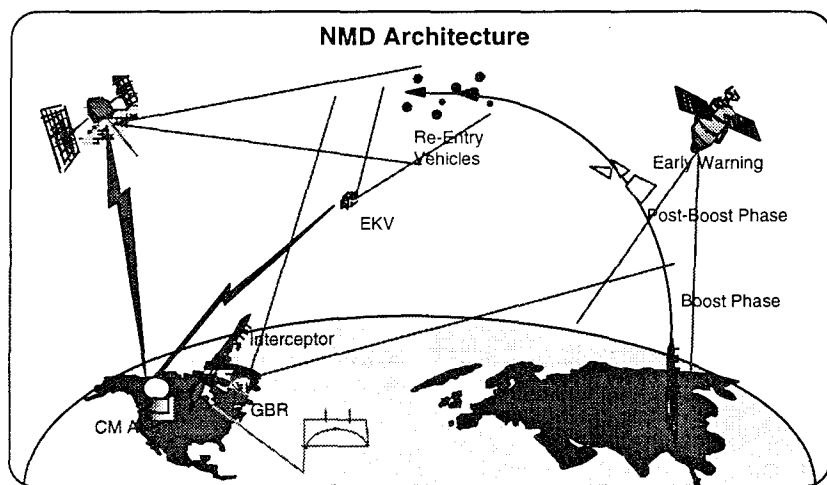 NMD Architecture
Re-Entry
Vehicles
Early Warning
EKV
Post-Boost Phase
Boost Phase
Interceptor
GBR
CM A